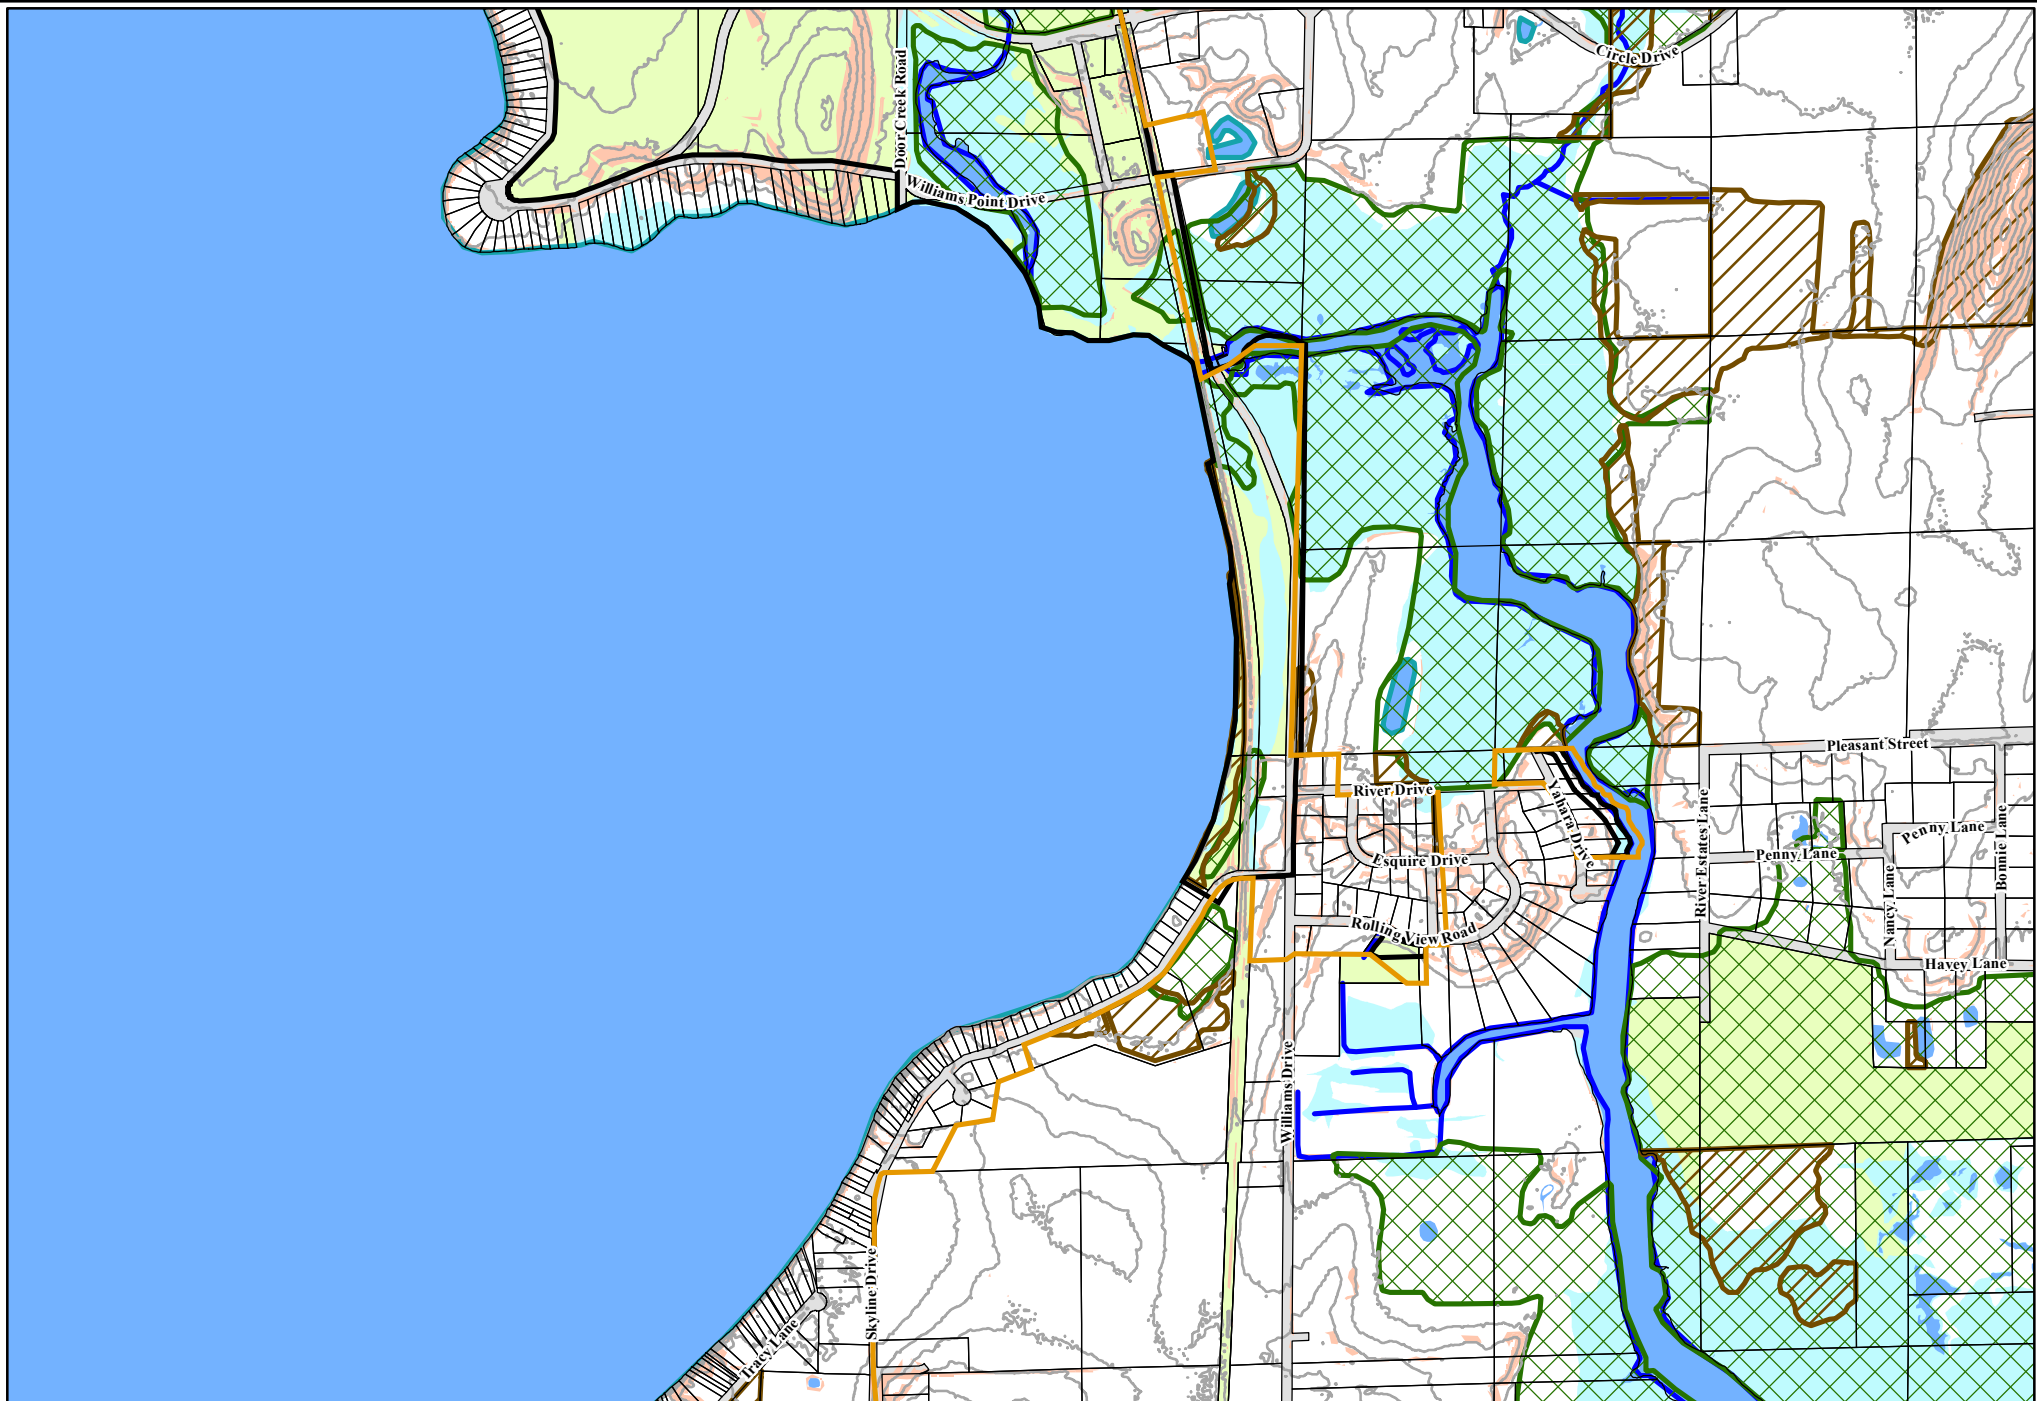 Circle Drive
Door Creek Road
Williams Point Drive
Pleasant Street
River Drive
Yahara Drive
River Estates Lane
Penny Lane
Bonnie Lane
Esquire Drive
Penny Lane
Nancy Lane
Rolling View Road
Havey Lane
Williams Drive
Skyline Drive
Tracy Lane